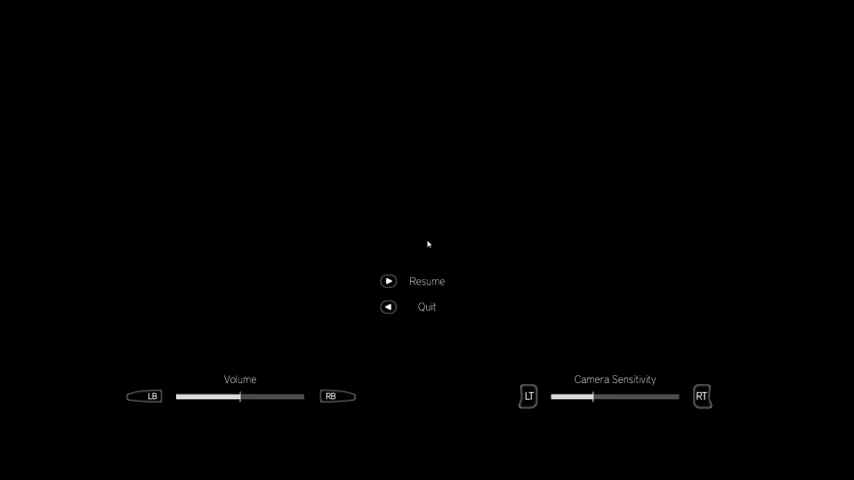 Resume
Quit
Volume
Camera Sensitivity
LB
RB
LT
RT